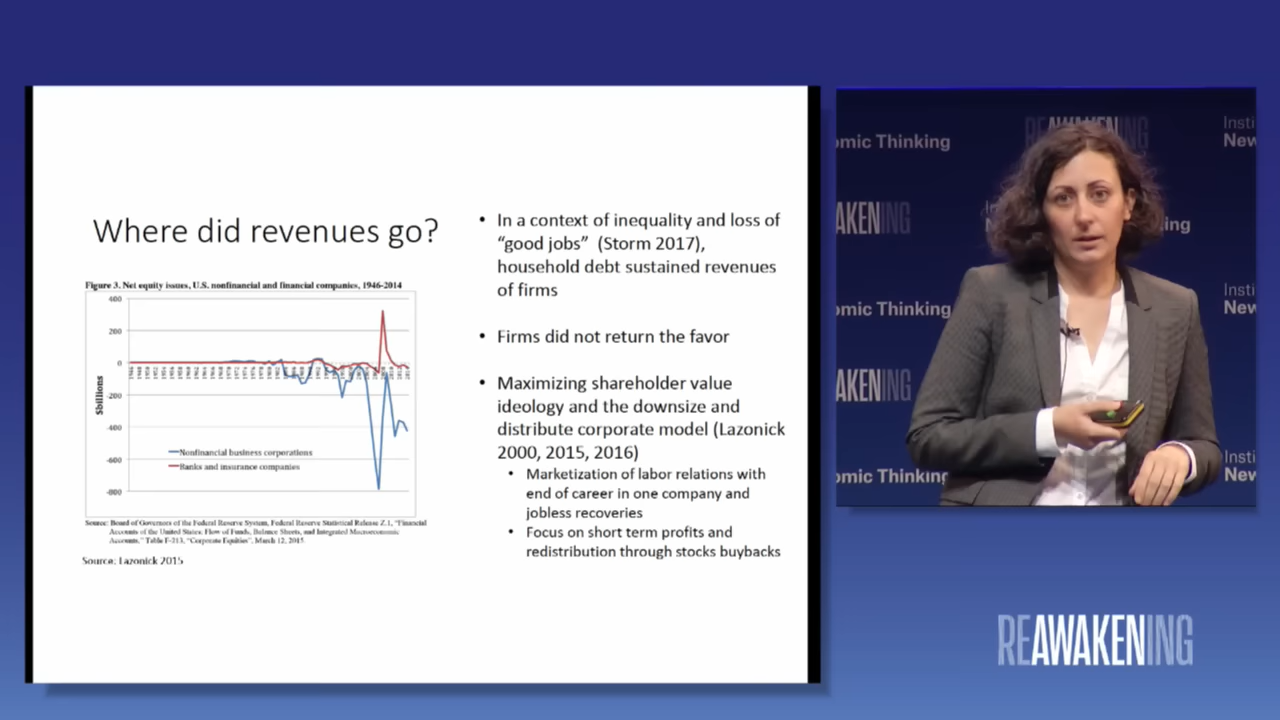 Where did revenues go?
Figure 3. Net equity issues, U.S. nonfinancial and financial companies, 1946-2014
400
200
0
-200
-400
-600
-800
$billions
Nonfinancial business corporations
Banks and insurance companies
Source: Board of Governors of the Federal Reserve System, Federal Reserve Statistical Release Z.1, "Financial
Accounts of the United States: Flow of Funds, Balance Sheets, and Integrated Macroeconomic
Accounts," Table F-213, "Corporate Equities", March 12, 2015.
Source: Lazonick 2015
• In a context of inequality and loss of
"good jobs" (Storm 2017),
household debt sustained revenues
of firms
• Firms did not return the favor
• Maximizing shareholder value
ideology and the downsize and
distribute corporate model (Lazonick
2000, 2015, 2016)
• Marketization of labor relations with
end of career in one company and
jobless recoveries
• Focus on short term profits and
redistribution through stocks buybacks
REAWAKENING
omic Thinking
Insti
New
AKENING
ing
omic Thinking
Insti
New
AKENING
omic Thinking
Insti
New
REAWAKENING